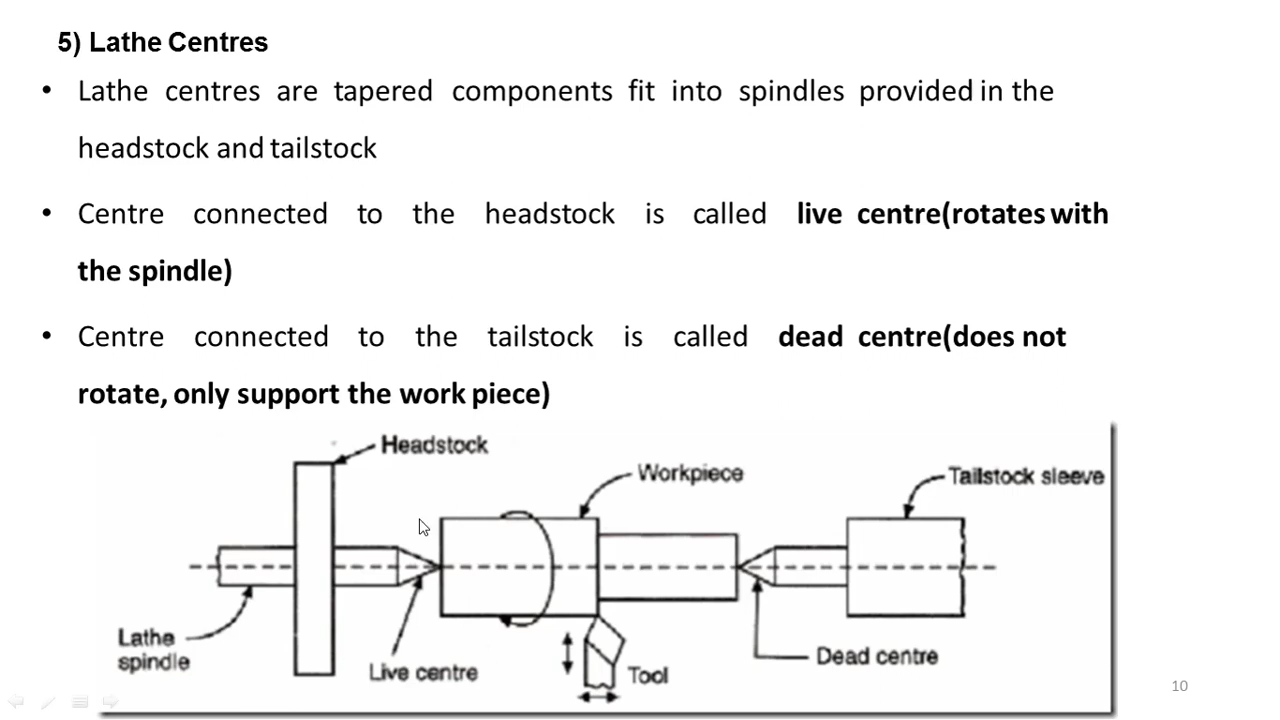 5) Lathe Centres
• Lathe centres are tapered components fit into spindles provided in the
headstock and tailstock
• Centre connected to the headstock is called live centre(rotates with
the spindle)
• Centre connected to the tailstock is called dead centre(does not
rotate, only support the work piece)
Headstock
Workpiece
Tailstock sleeve
Lathe
spindle
Live centre
Tool
Dead centre
10